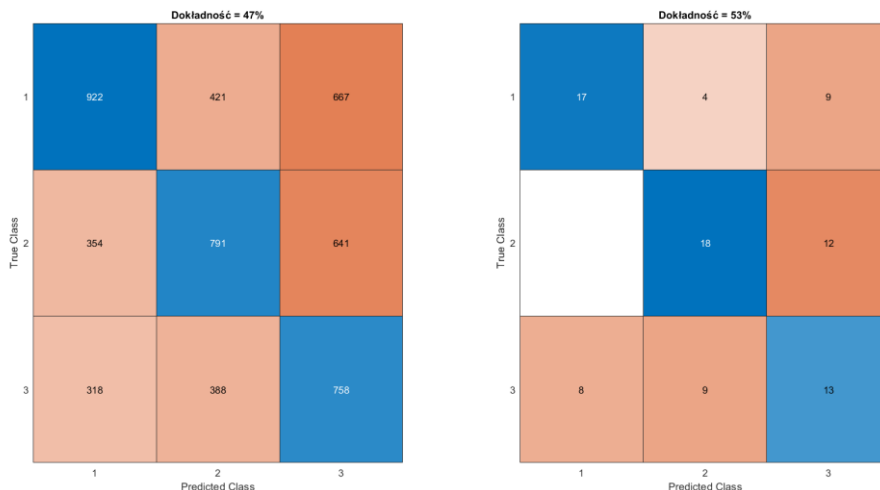 Dokładność = 47%
True Class
1 922 421 667
2 354 791 641
3 318 388 758
1 2 3
Predicted Class
Dokładność = 53%
True Class
1 17 4 9
2 18 12
3 8 9 13
1 2 3
Predicted Class